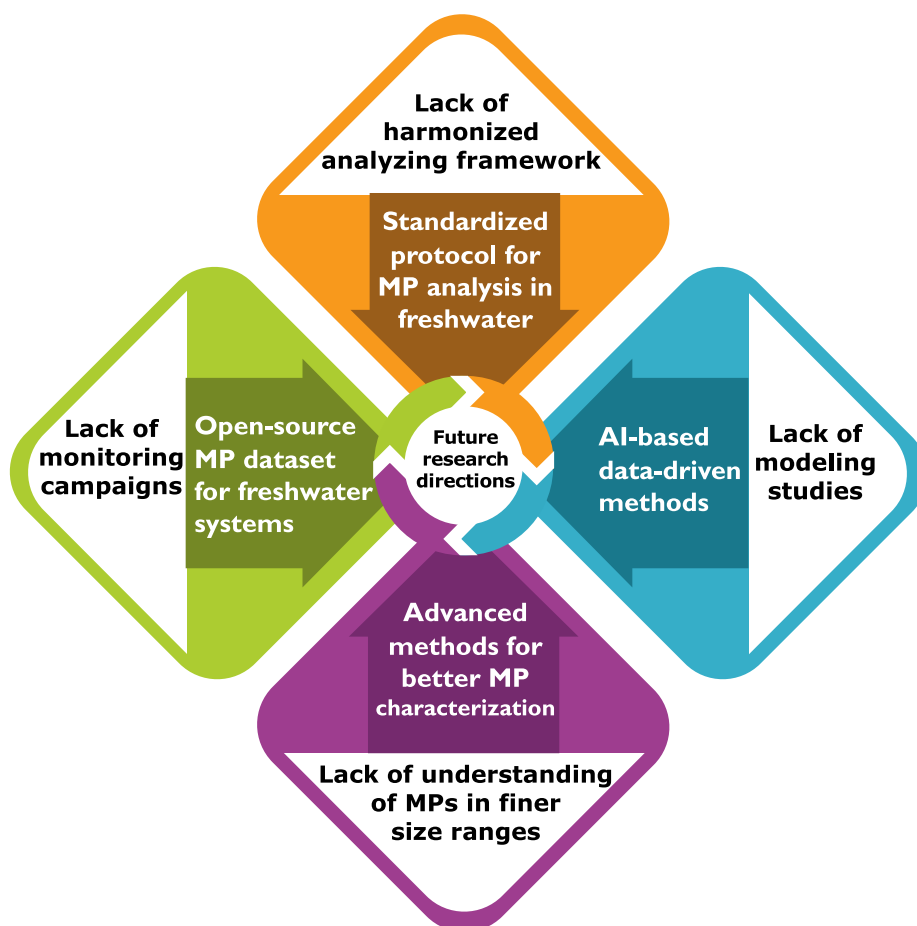 Lack of
harmonized
analyzing framework
Standardized
protocol for
MP analysis in
freshwater
Lack of
monitoring
campaigns
Open-source
MP dataset
for freshwater
systems
Future
research
directions
AI-based
data-driven
methods
Lack of
modeling
studies
Advanced
methods for
better MP
characterization
Lack of understanding
of MPs in finer
size ranges